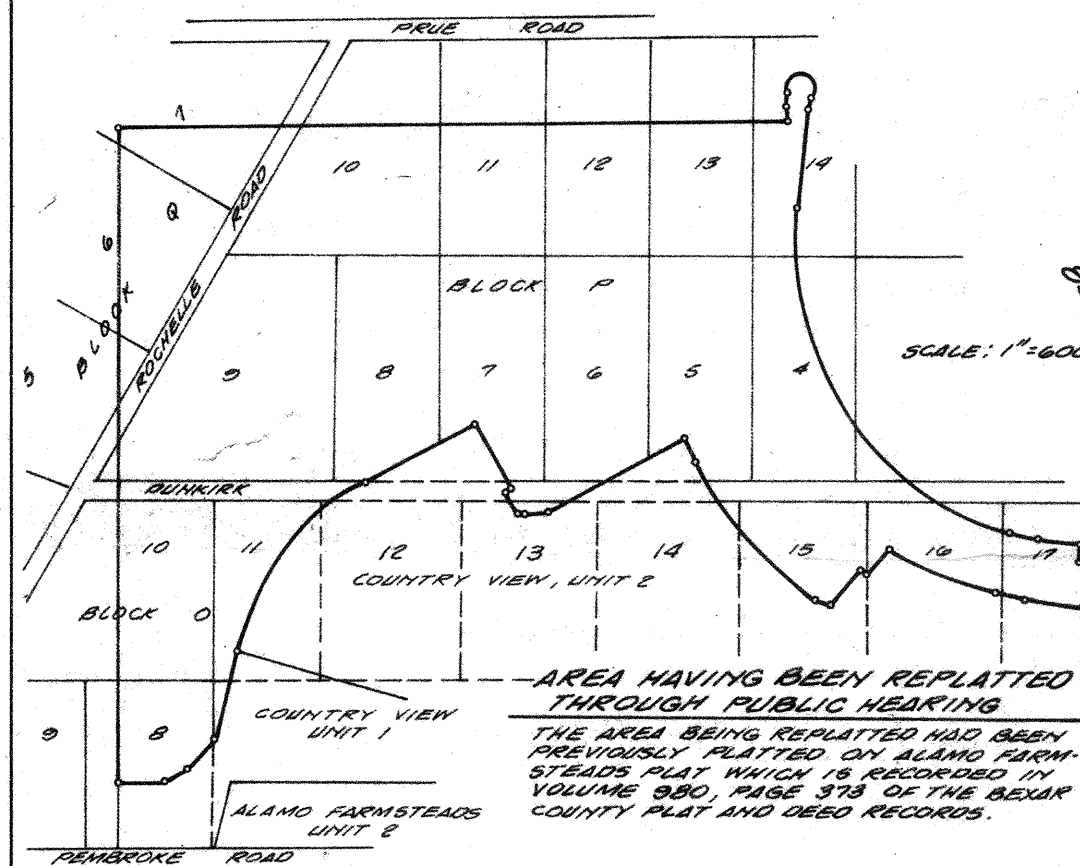 PRUE ROAD
1
10
11
12
13
14
Q
ROCHELLE ROAD
6
BLOCK
BLOCK P
SCALE: 1"=600
9
8
7
6
5
4
DUNKIRK
10
11
12
13
14
15
16
17
COUNTRY VIEW, UNIT 2
BLOCK O
AREA HAVING BEEN REPLATTED
THROUGH PUBLIC HEARING
COUNTRY VIEW
UNIT 1
9
8
THE AREA BEING REPLATTED HAD BEEN
PREVIOUSLY PLATTED ON ALAMO FARM-
STEADS PLAT WHICH IS RECORDED IN
VOLUME 980, PAGE 373 OF THE BEXAR
COUNTY PLAT AND DEED RECORDS.
ALAMO FARMSTEADS
UNIT 2
PEMBROKE ROAD